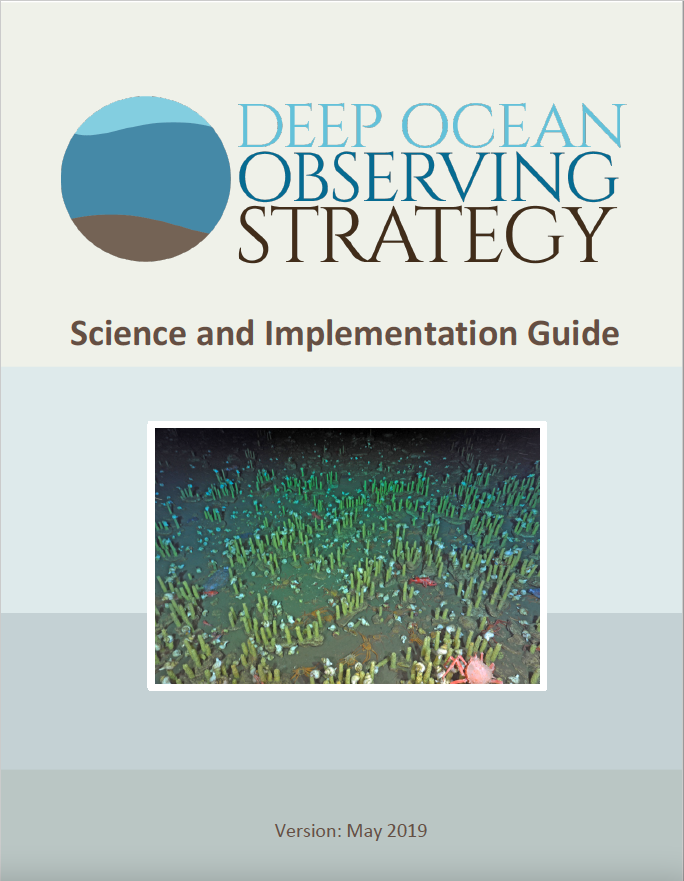 DEEP OCEAN
OBSERVING
STRATEGY
Science and Implementation Guide
Version: May 2019